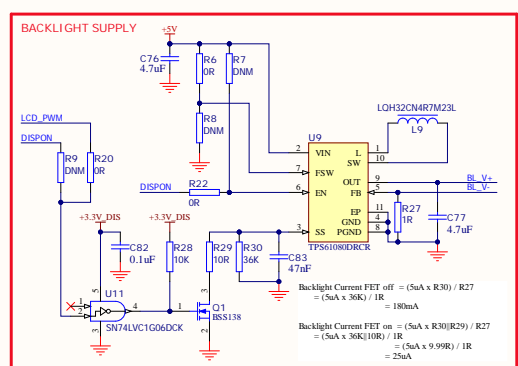 BACKLIGHT SUPPLY
+5V
C76
4.7uF
R6
0R
R7
DNM
LQH32CN4R7M23L
L9
LCD_PWM
DISPON
R8
DNM
U9
R9
DNM
R20
0R
2 VIN L 1
SW 10
7 FSW
OUT 9 BL_V+
DISPON R22 0R 6 EN FB 5 BL_V-
EP 11
GND 4
3 SS PGND 8
TPS61080DRCR
R27
1R
C77
4.7uF
+3.3V_DIS
+3.3V_DIS
C82
0.1uF
R28
10K
R29
10R
R30
36K
C83
47nF
U11
5
1
2
4
3
SN74LVC1G06DCK
Q1
BSS138
1
3
2
Backlight Current FET off = (5uA x R30) / R27
= (5uA x 36K) / 1R
= 180mA
Backlight Current FET on = (5uA x R30||R29) / R27
= (5uA x 36K||10R) / 1R
= (5uA x 9.99R) / 1R
= 25uA